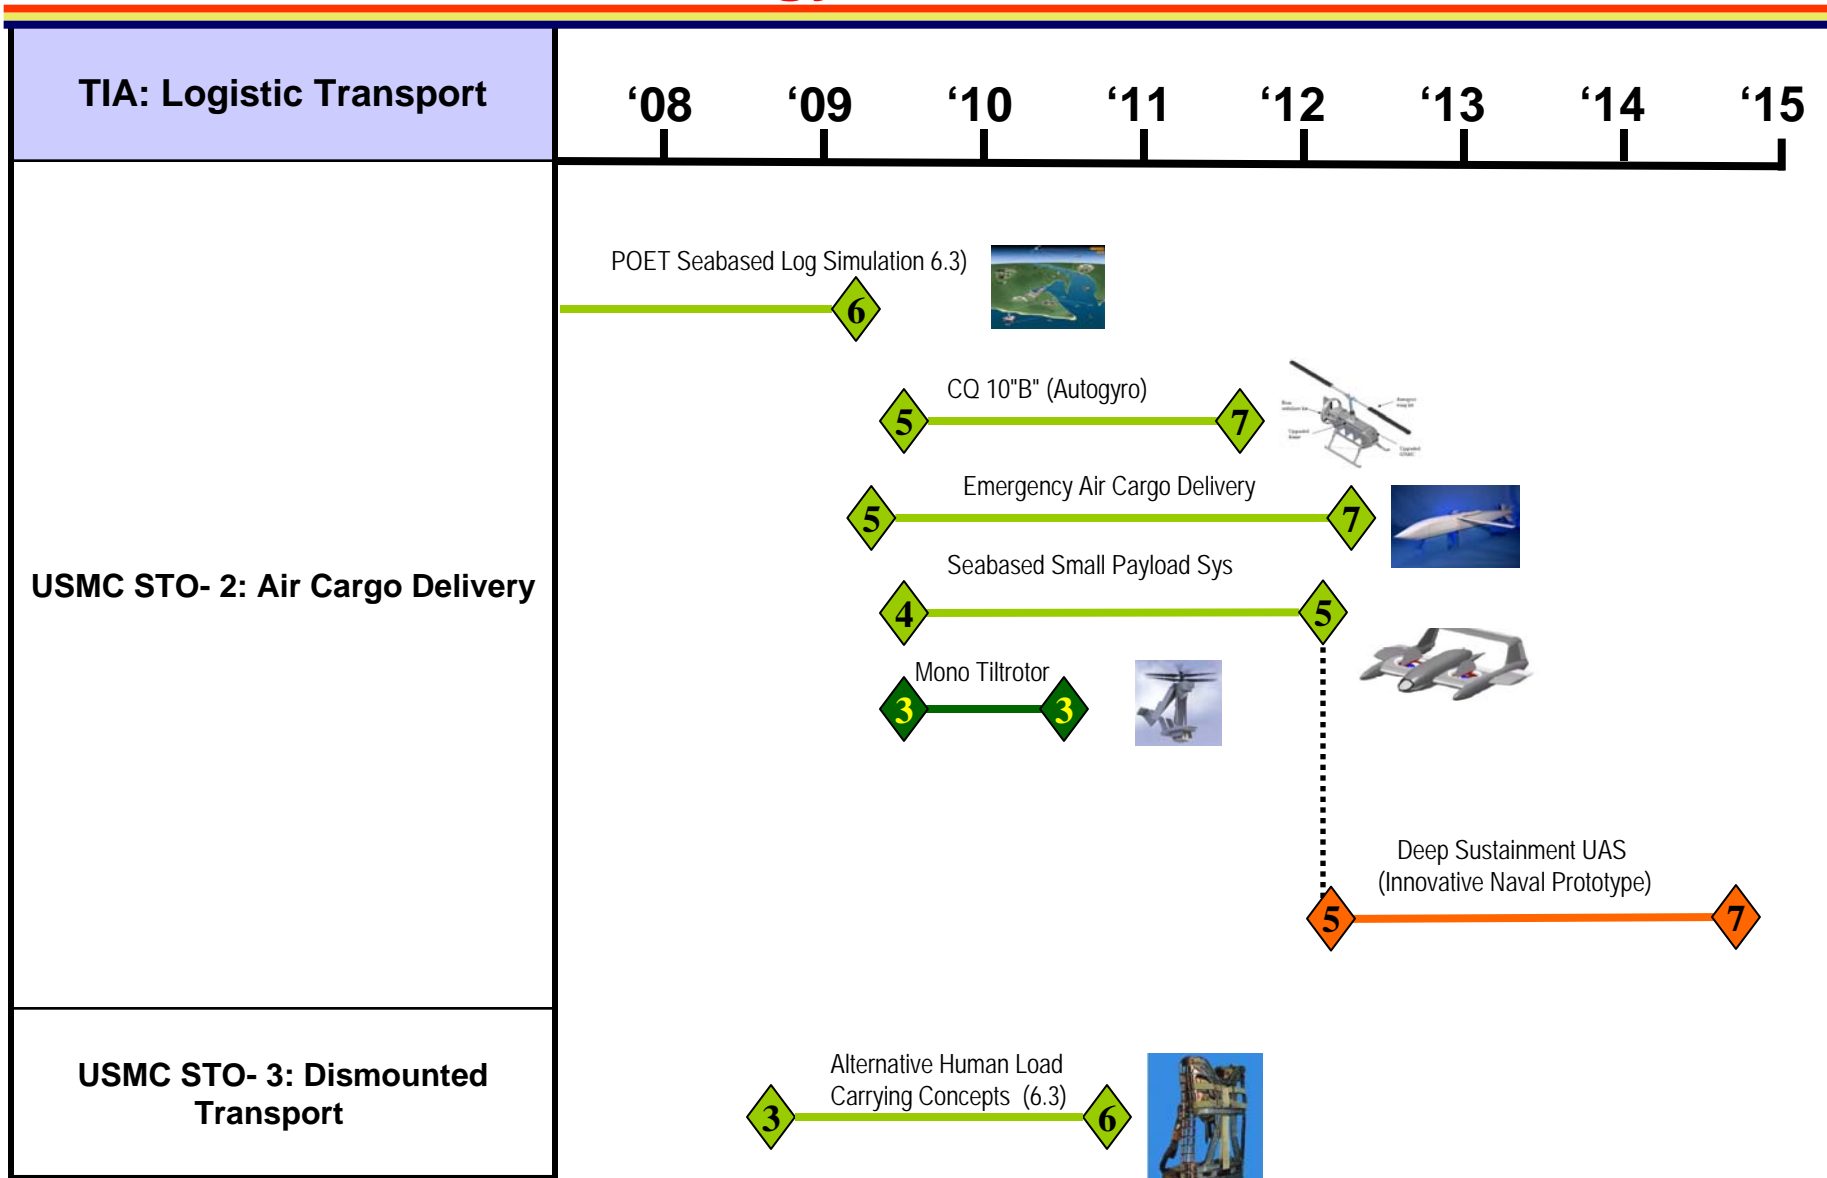 TIA: Logistic Transport
‘08 ‘09 ‘10 ‘11 ‘12 ‘13 ‘14 ‘15
POET Seabased Log Simulation 6.3)
6
CQ 10"B" (Autogyro)
5 7
Autogyro
Upgraded
Upgraded
Emergency Air Cargo Delivery
5 7
Seabased Small Payload Sys
4 5
USMC STO- 2: Air Cargo Delivery
Mono Tiltrotor
3 3
Deep Sustainment UAS
(Innovative Naval Prototype)
5 7
USMC STO- 3: Dismounted
Transport
Alternative Human Load
Carrying Concepts (6.3)
3 6